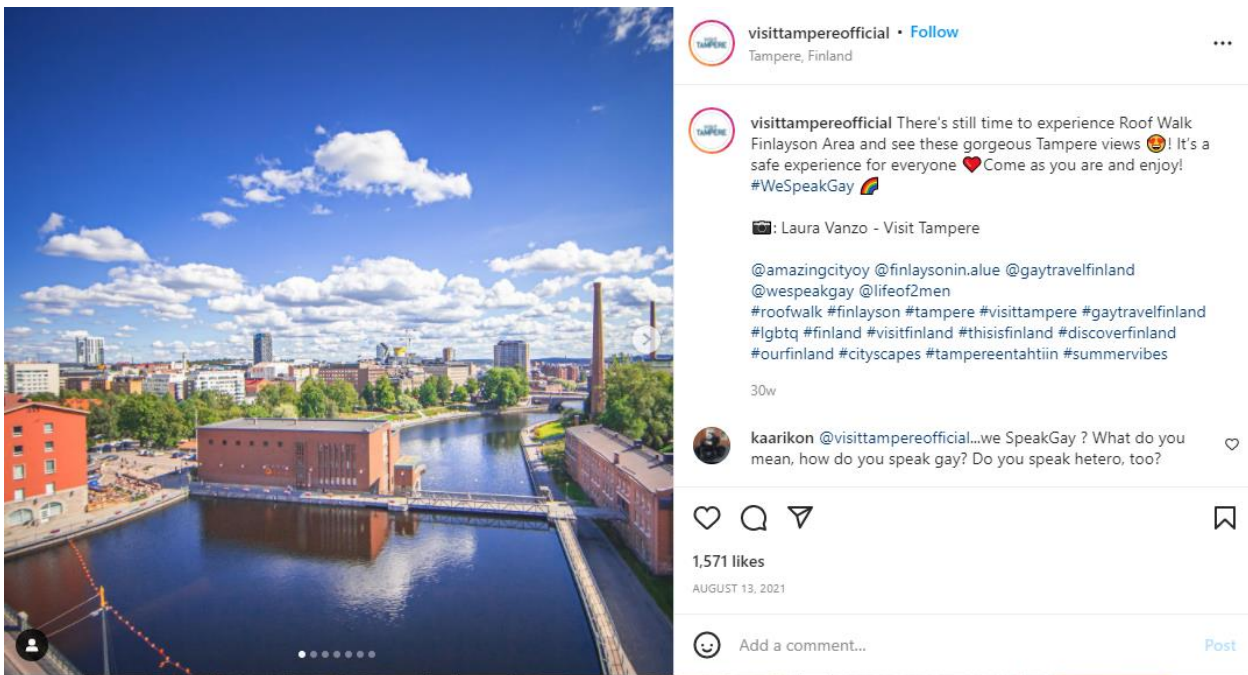 VISIT
TAMPERE
visittampereofficial • Follow
Tampere, Finland
VISIT
TAMPERE
visittampereofficial There's still time to experience Roof Walk
Finlayson Area and see these gorgeous Tampere views 🤩! It's a
safe experience for everyone ❤️Come as you are and enjoy!
#WeSpeakGay 🌈
📷: Laura Vanzo - Visit Tampere
@amazingcityoy @finlaysonin.alue @gaytravelfinland
@wespeakgay @lifeof2men
#roofwalk #finlayson #tampere #visittampere #gaytravelfinland
#lgbtq #finland #visitfinland #thisisfinland #discoverfinland
#ourfinland #cityscapes #tampereentahtiin #summervibes
30w
kaarikon @visittampereofficial...we SpeakGay ? What do you
mean, how do you speak gay? Do you speak hetero, too?
1,571 likes
AUGUST 13, 2021
Add a comment...
Post